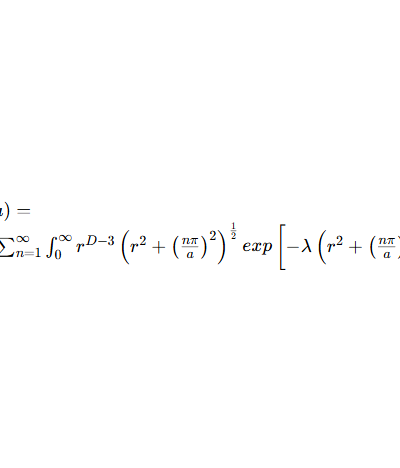 ) =
∑_{n=1}^{∞} ∫_0^∞ r^{D−3} (r^2 + (nπ/a)^2)^{1/2} exp [−λ (r^2 + (nπ/a)